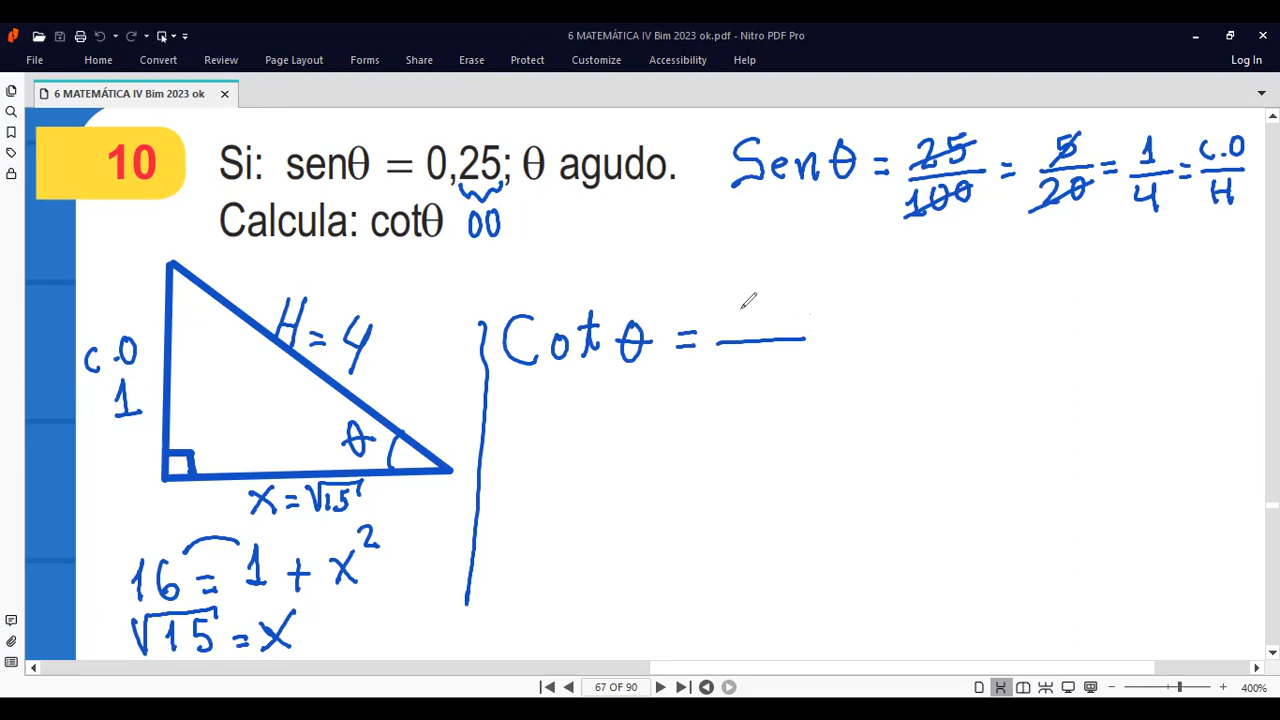 6 MATEMÁTICA IV Bim 2023 ok.pdf - Nitro PDF Pro
File Home Convert Review Page Layout Forms Share Erase Protect Customize Accessibility Help Log In
6 MATEMÁTICA IV Bim 2023 ok
10 Si: senθ = 0,25; θ agudo.
Calcula: cotθ
00
Sen θ = 25/100 = 5/20 = 1/4 = C.O/H
H = 4
C.O
1
θ
x = √15
16 = 1 + x²
√15 = x
Cot θ =
67 OF 90
400%